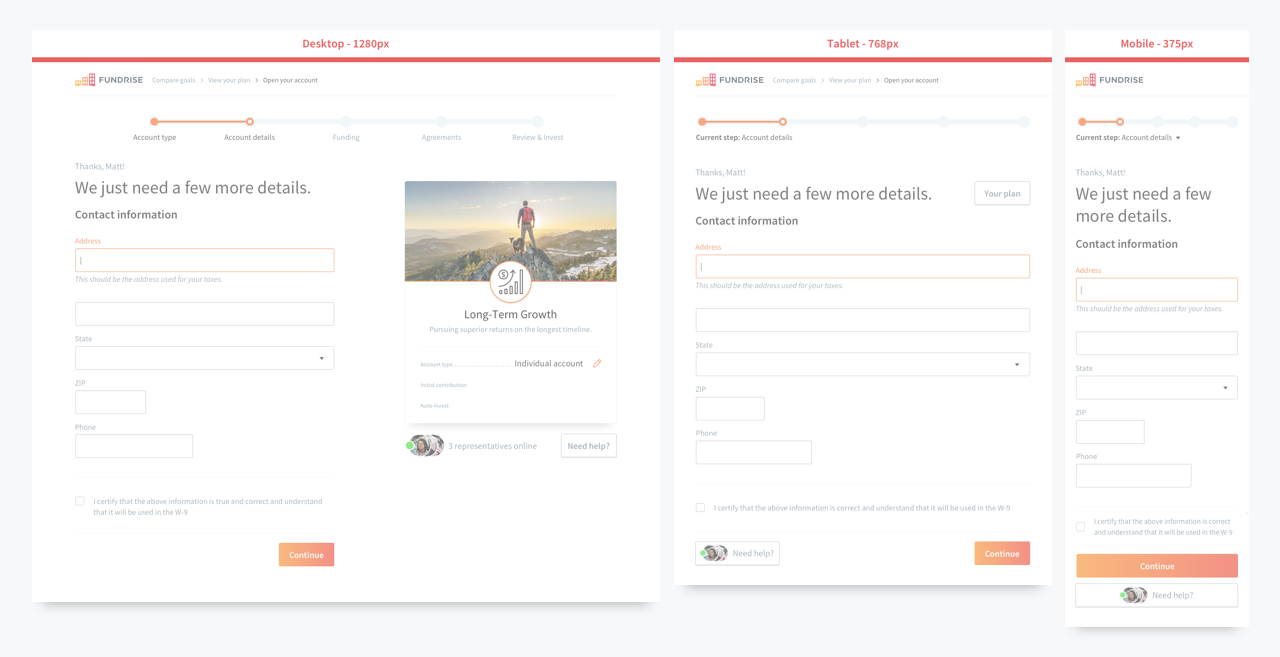 Desktop - 1280px
FUNDRISE Compare goals > View your plan > Open your account
Account type Account details Funding Agreements Review & Invest
Thanks, Matt!
We just need a few more details.
Contact information
Address
This should be the address used for your taxes.
State
ZIP
Phone
I certify that the above information is true and correct and understand
that it will be used in the W-9
Continue
Long-Term Growth
Pursuing superior returns on the longest timeline.
Account type Individual account
Initial contribution
Auto invest
3 representatives online Need help?
Tablet - 768px
FUNDRISE Compare goals > View your plan > Open your account
Current step: Account details
Thanks, Matt!
We just need a few more details. Your plan
Contact information
Address
This should be the address used for your taxes.
State
ZIP
Phone
I certify that the above information is correct and understand that it will be used in the W-9
Need help? Continue
Mobile - 375px
FUNDRISE
Current step: Account details
Thanks, Matt!
We just need a few
more details.
Contact information
Address
This should be the address used for your taxes.
State
ZIP
Phone
I certify that the above information is correct
and understand that it will be used in the W-9
Continue
Need help?